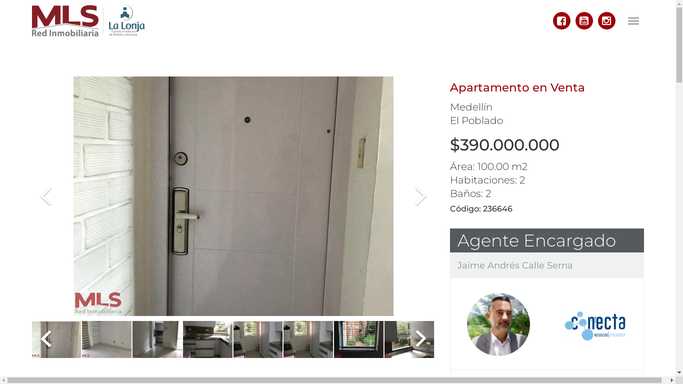 MLS
Red Inmobiliaria
La Lonja
Apartamento en Venta
Medellín
El Poblado
$390.000.000
Área: 100.00 m2
Habitaciones: 2
Baños: 2
Código: 236646
Agente Encargado
Jaime Andrés Calle Serna
conecta
MLS
Red Inmobiliaria
MLS